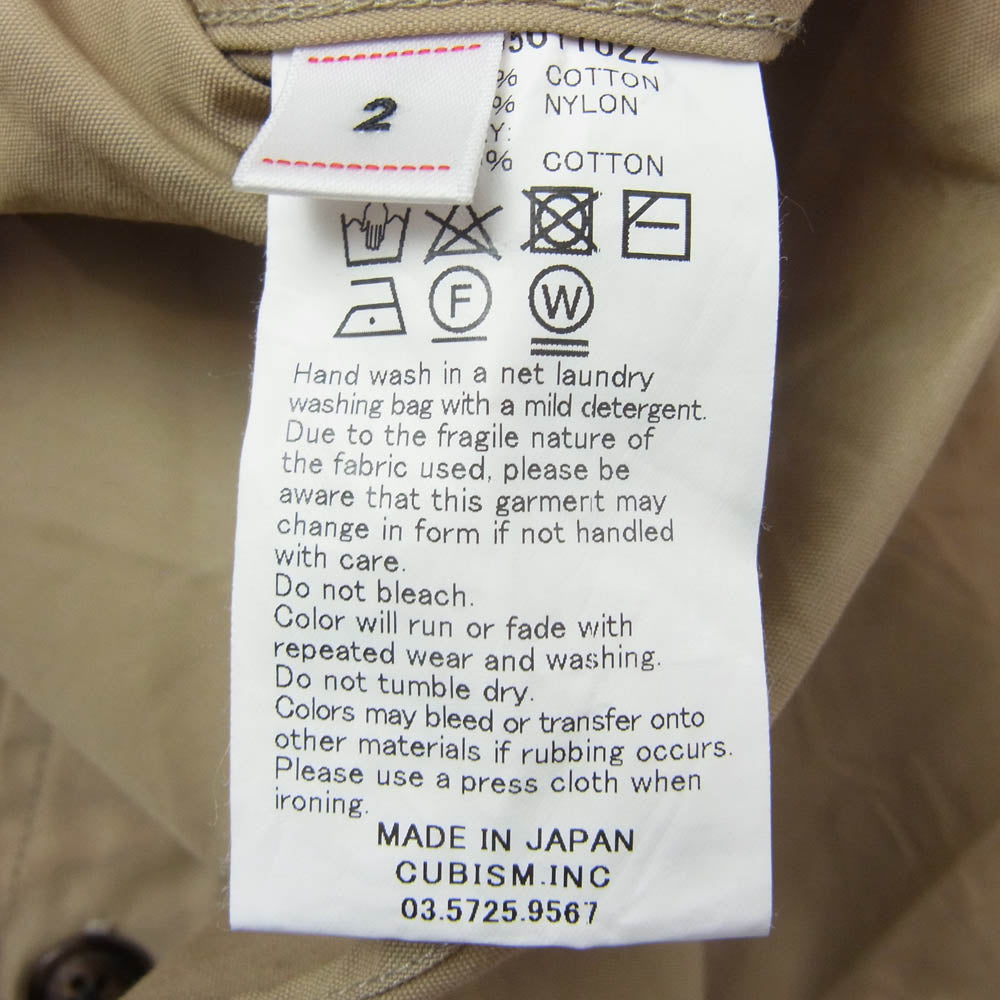 2
% COTTON
% NYLON
Y:
% COTTON
F W
Hand wash in a net laundry
washing bag with a mild detergent.
Due to the fragile nature of
the fabric used, please be
aware that this garment may
change in form if not handled
with care.
Do not bleach.
Color will run or fade with
repeated wear and washing.
Do not tumble dry.
Colors may bleed or transfer onto
other materials if rubbing occurs.
Please use a press cloth when
ironing.
MADE IN JAPAN
CUBISM.INC
03.5725.9567